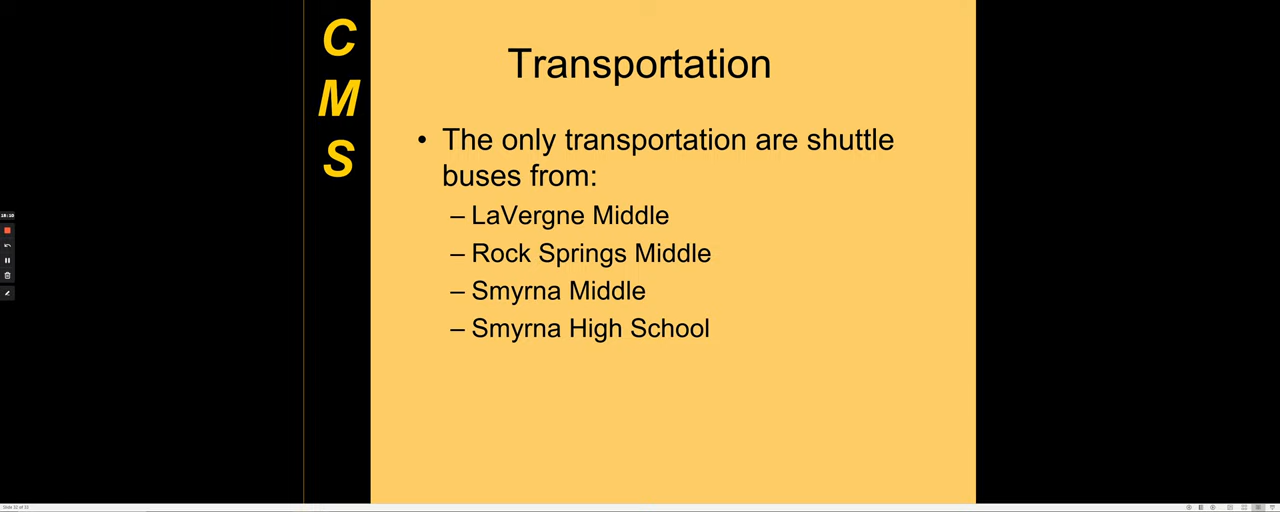 C
M
S
Transportation
• The only transportation are shuttle
buses from:
– LaVergne Middle
– Rock Springs Middle
– Smyrna Middle
– Smyrna High School